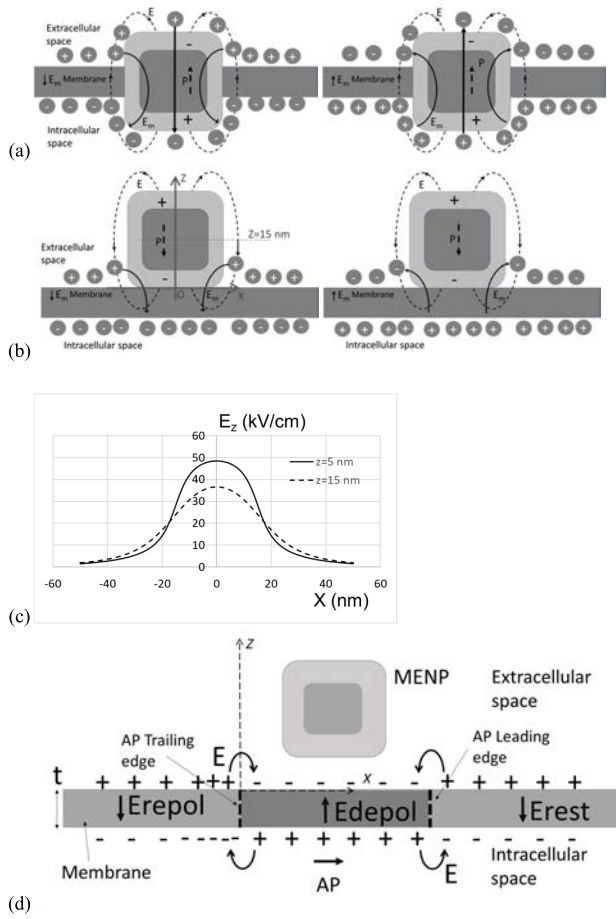 Extracellular
space
E
P
↓Em Membrane
Em
Intracellular
space
E
P
↑Em Membrane
Em
(a)
Z
E
Z=15 nm
P
Extracellular
space
↓Em Membrane
O
Em
X
Intracellular space
E
P
↑Em Membrane
Em
Intracellular space
(b)
Ez (kV/cm)
60
50
40
30
20
10
0
z=5 nm
z=15 nm
-60 -40 -20 0 20 40 60
X (nm)
(c)
z
MENP
Extracellular
space
AP Trailing
edge
E
AP Leading
edge
x
t
↓Erepol
↑Edepol
↓Erest
Membrane
AP
E
Intracellular
space
(d)